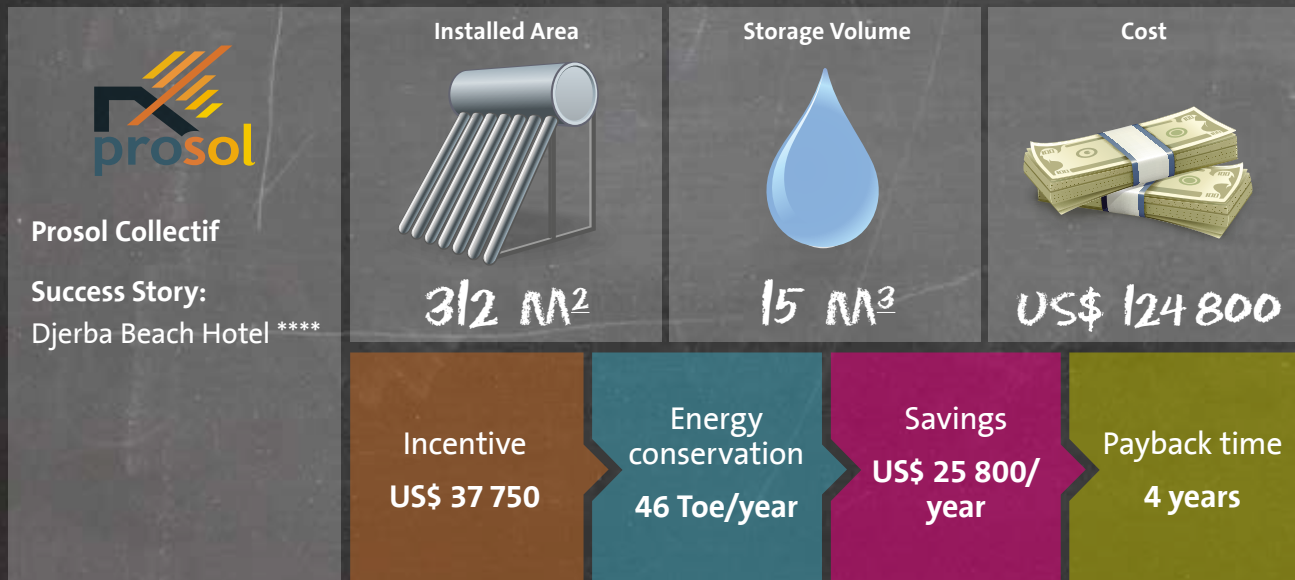 prosol
Prosol Collectif
Success Story:
Djerba Beach Hotel ****
Installed Area
312 M²
Storage Volume
15 M³
Cost
US$ 124 800
Incentive
US$ 37 750
Energy
conservation
46 Toe/year
Savings
US$ 25 800/
year
Payback time
4 years